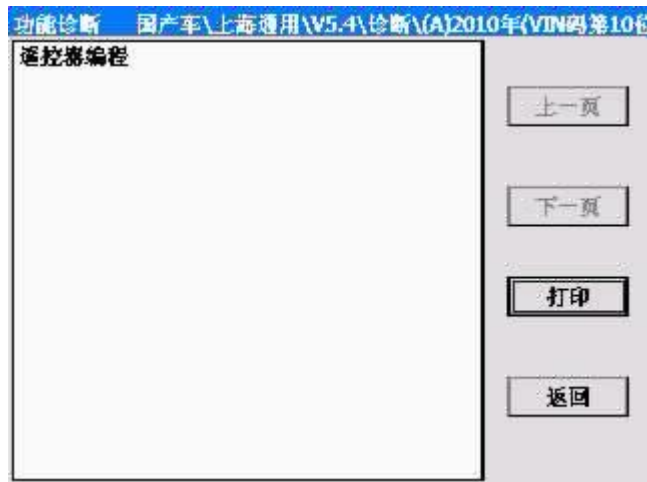 功能诊断 国产车\上海通用\V5.4\诊断\(A)2010年(VIN码第10位
遥控器编程
上一页
下一页
打印
返回